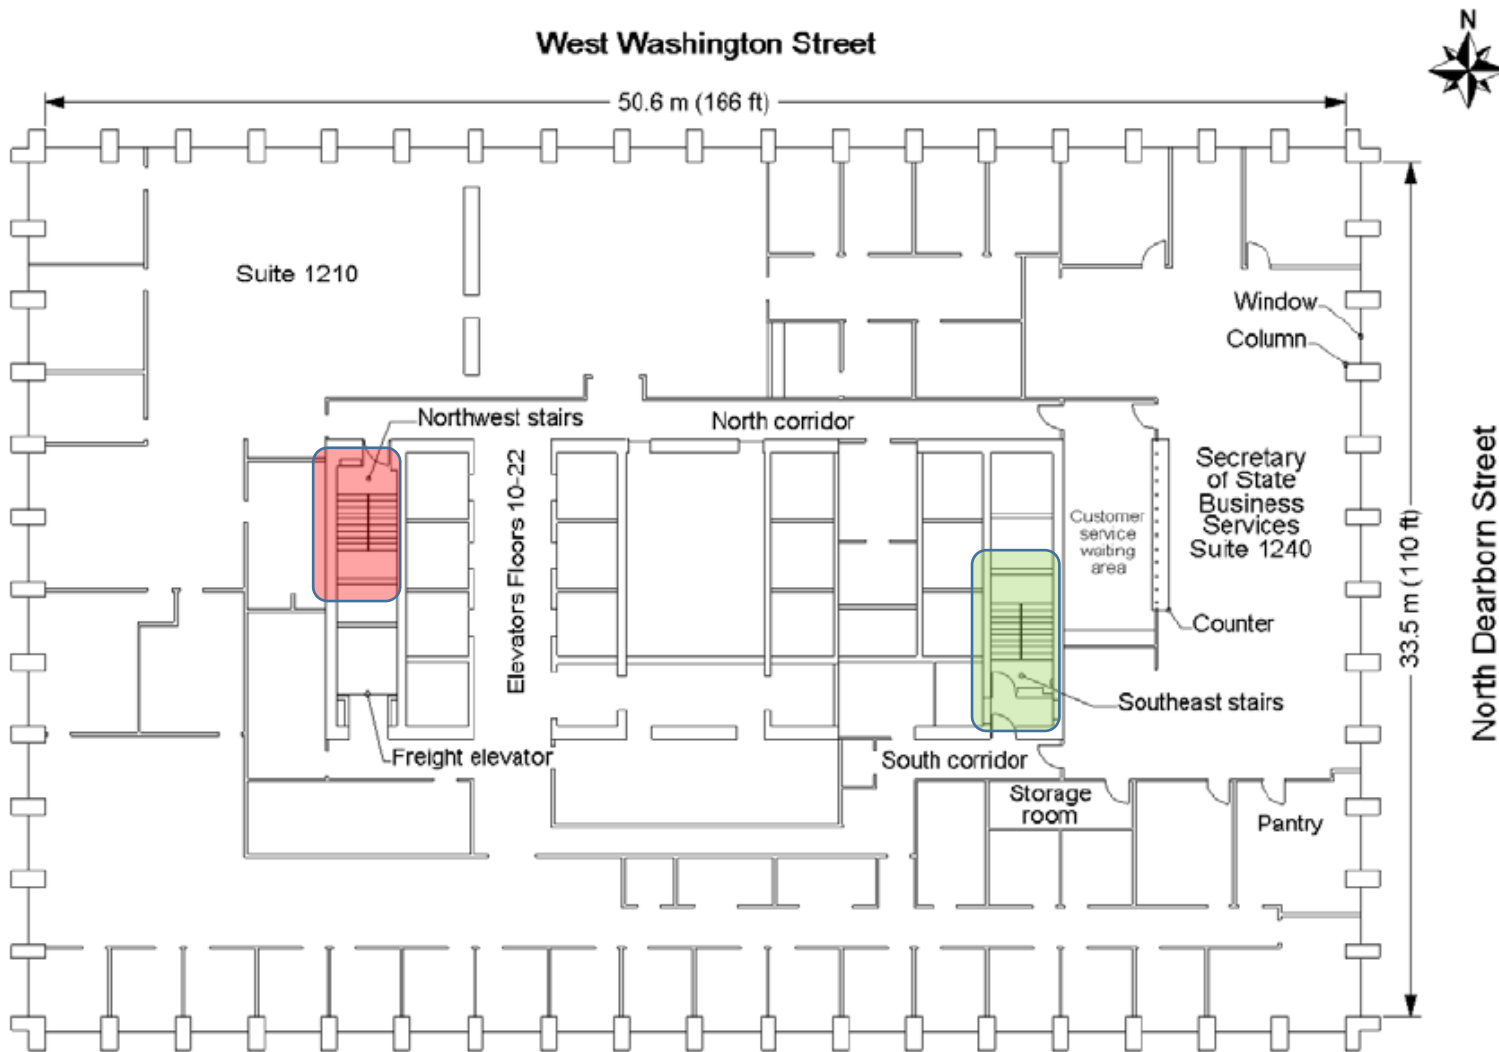 N
West Washington Street
50.6 m (166 ft)
Suite 1210
Window
Column
Northwest stairs
North corridor
Elevators Floors 10-22
Secretary
of State
Business
Services
Suite 1240
Customer
service
waiting
area
33.5 m (110 ft)
North Dearborn Street
Counter
Southeast stairs
Freight elevator
South corridor
Storage
room
Pantry